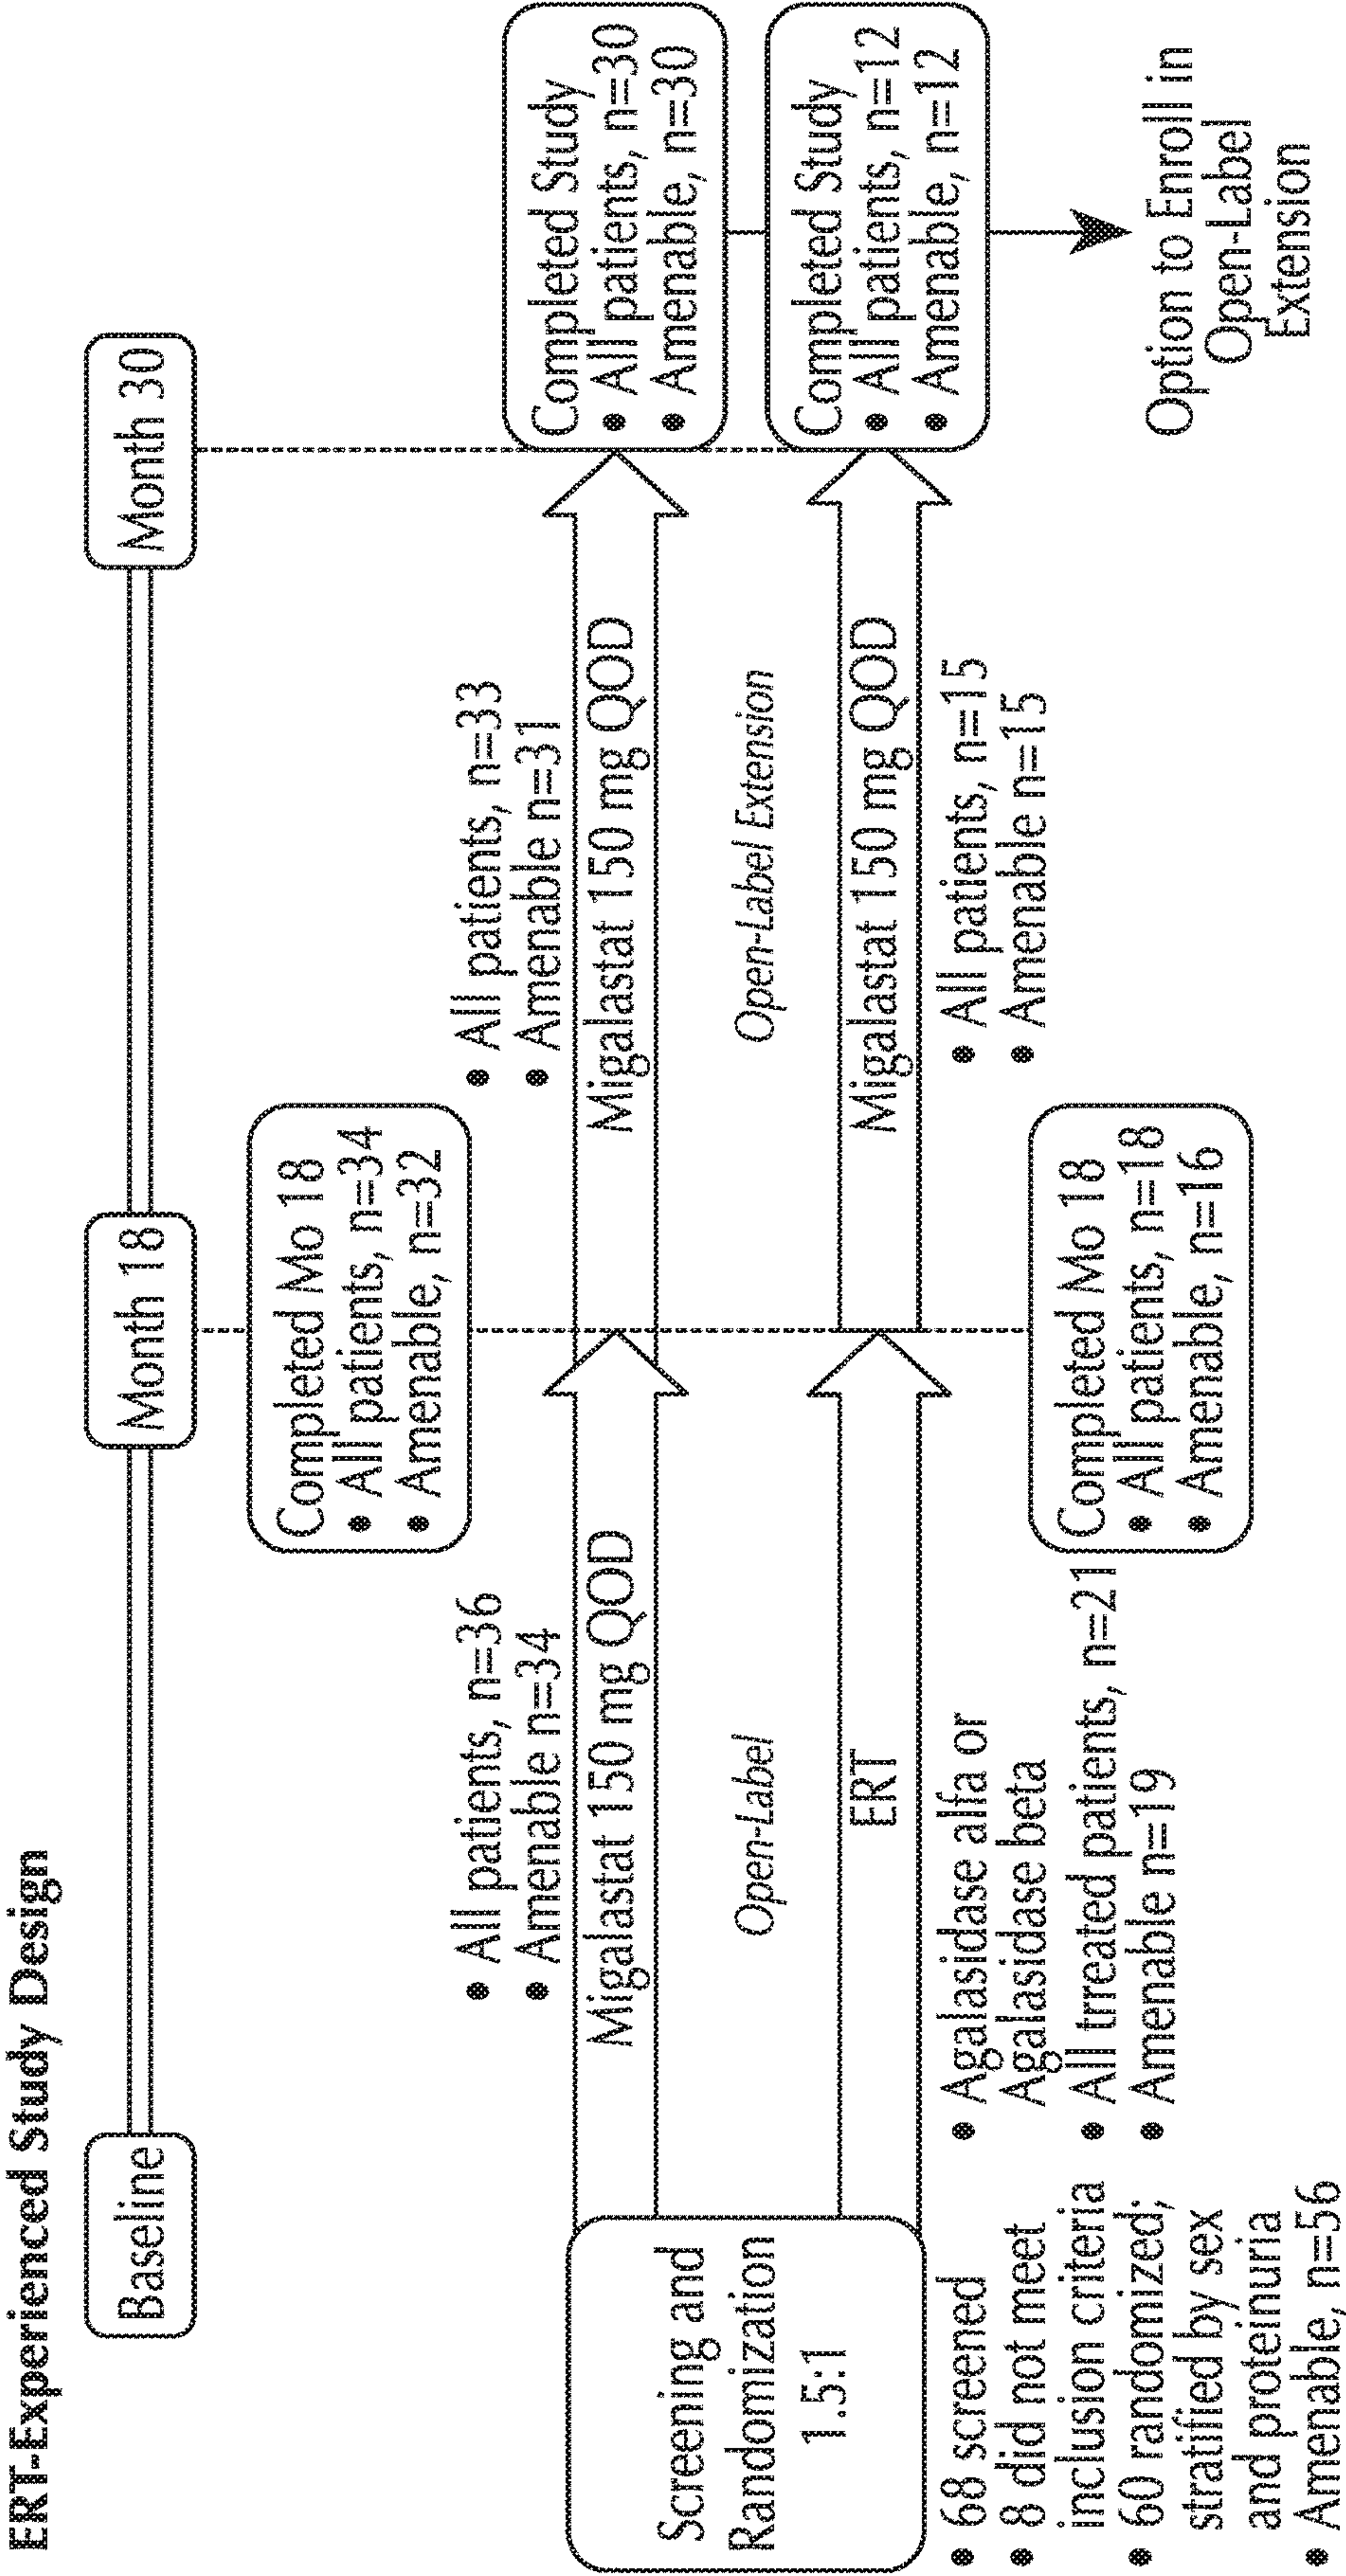 ERT-Experienced Study Design
Baseline
Month 18
Month 30
Completed Mo 18
• All patients, n=34
• Amenable, n=32
• All patients, n=36
• Amenable n=34
Migalastat 150 mg QOD
• All patients, n=33
• Amenable n=31
Migalastat 150 mg QOD
Completed Study
• All patients, n=30
• Amenable, n=30
Screening and
Randomization
1.5:1
Open-Label
Open-Label Extension
ERT
Migalastat 150 mg QOD
Completed Study
• All patients, n=12
• Amenable, n=12
• 68 screened
• 8 did not meet
inclusion criteria
• 60 randomized;
stratified by sex
and proteinuria
• Amenable, n=56
• Agalasidase alfa or
Agalasidase beta
• All trreated patients, n=21
• Amenable n=19
Completed Mo 18
• All patients, n=18
• Amenable, n=16
• All patients, n=15
• Amenable n=15
Option to Enroll in
Open-Label
Extension